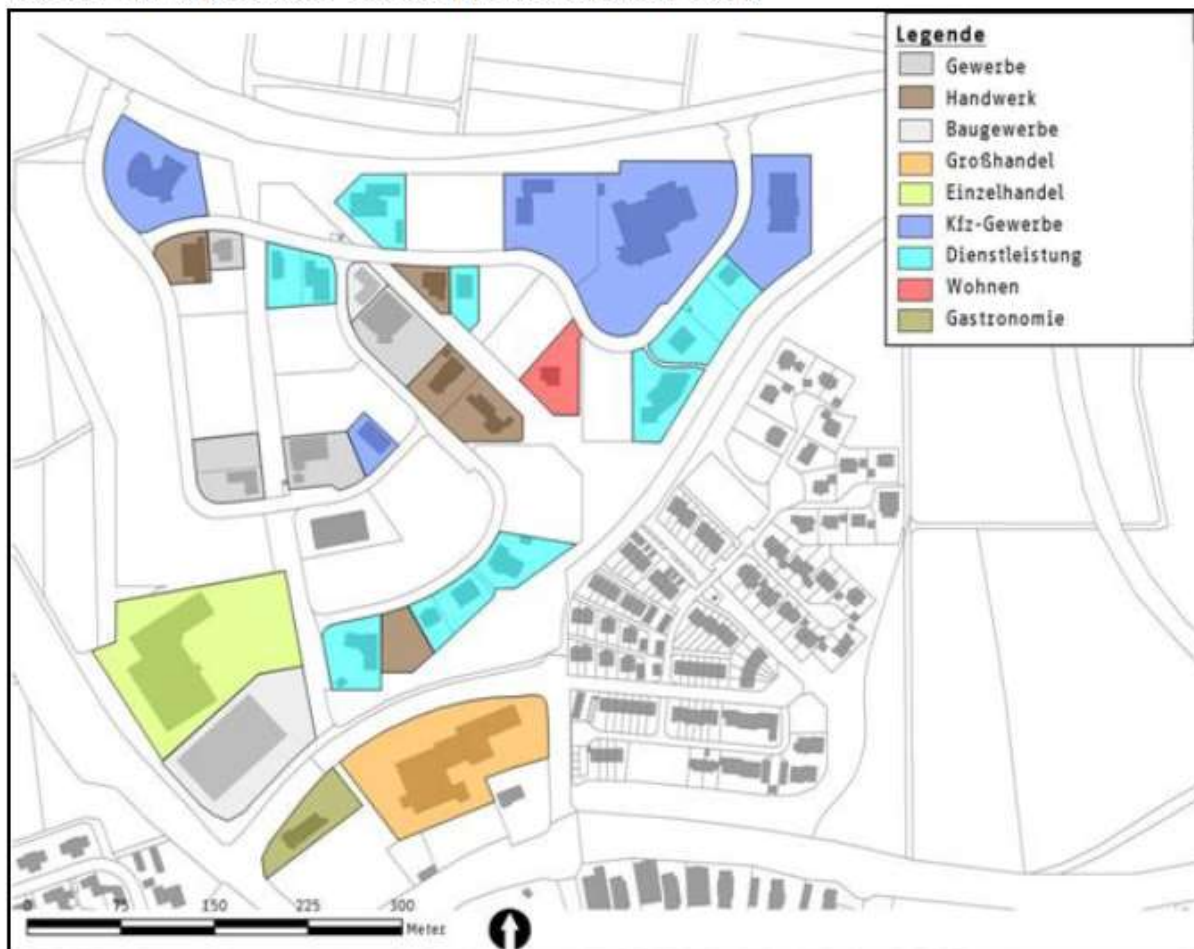 Legende
Gewerbe
Handwerk
Baugewerbe
Großhandel
Einzelhandel
Kfz-Gewerbe
Dienstleistung
Wohnen
Gastronomie
0 75 150 225 300
Meter